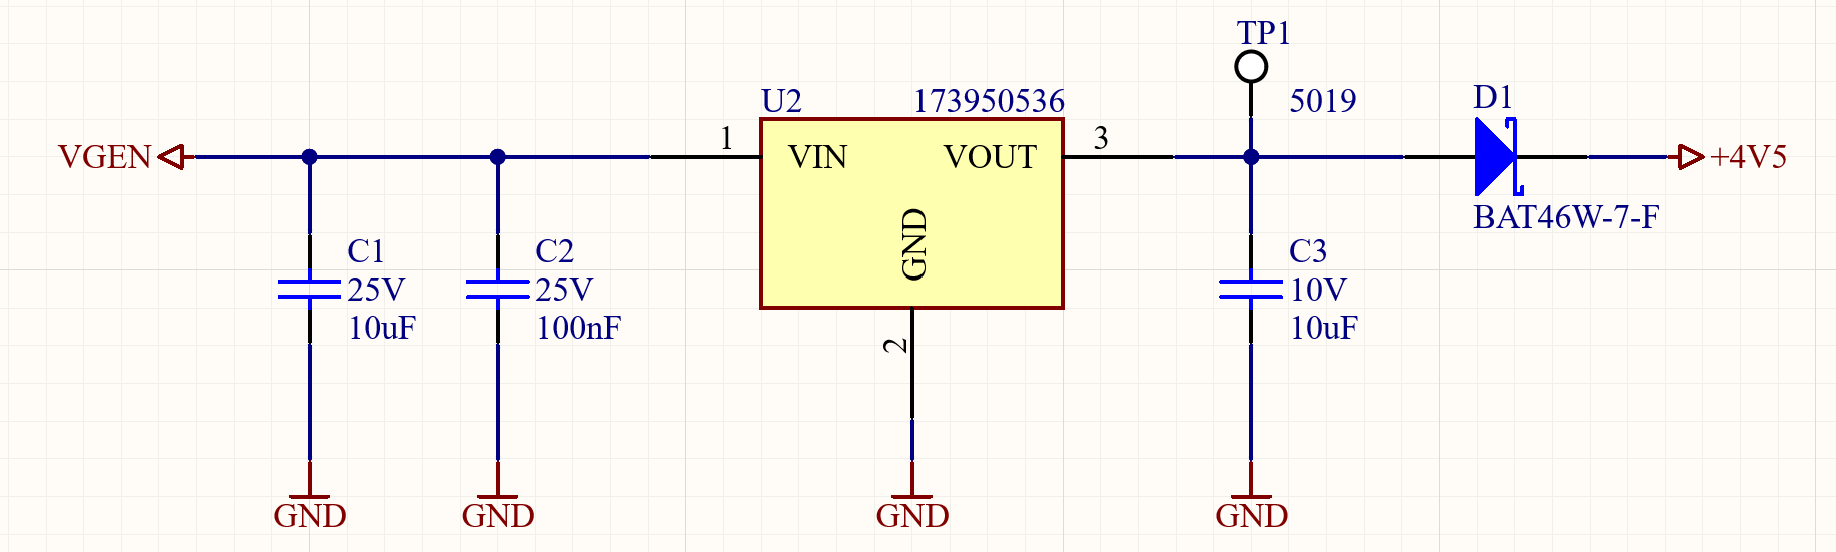 TP1
U2
173950536
5019
D1
VGEN
1
VIN
VOUT
3
+4V5
BAT46W-7-F
GND
C1
25V
10uF
C2
25V
100nF
C3
10V
10uF
2
GND
GND
GND
GND